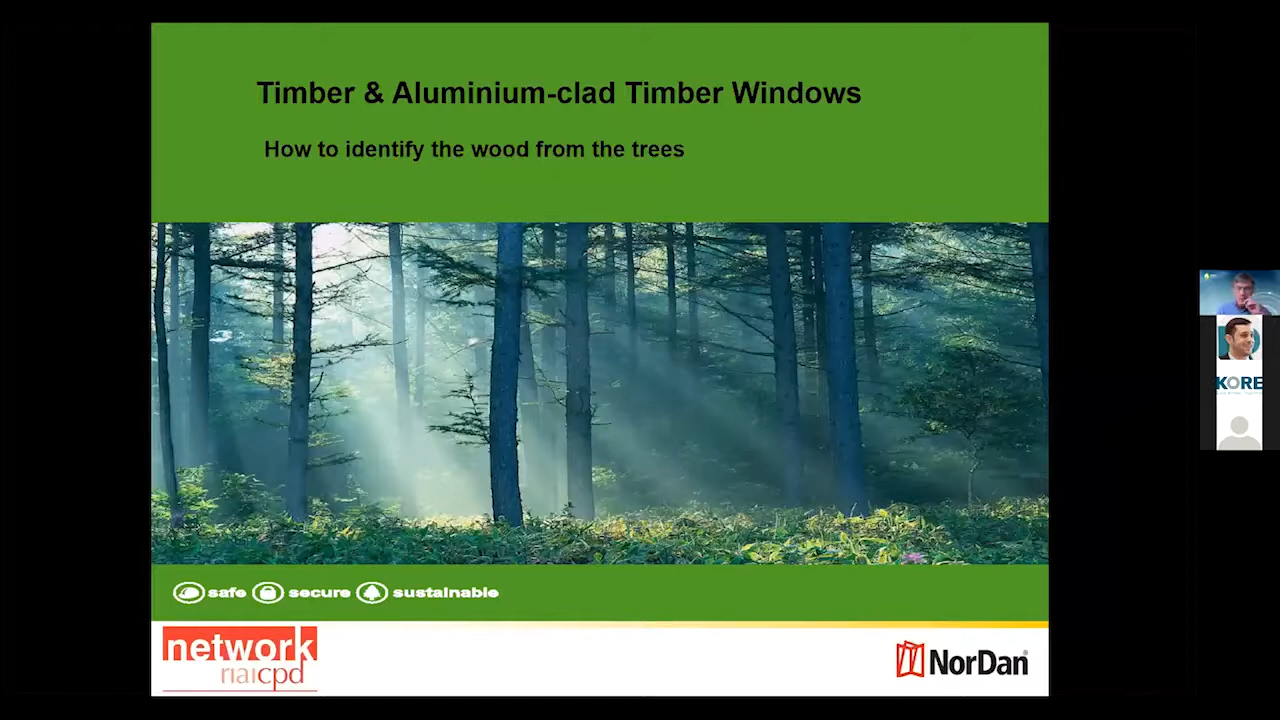 Timber & Aluminium-clad Timber Windows
How to identify the wood from the trees
safe secure sustainable
network
riaicpd
NorDan®
KORE